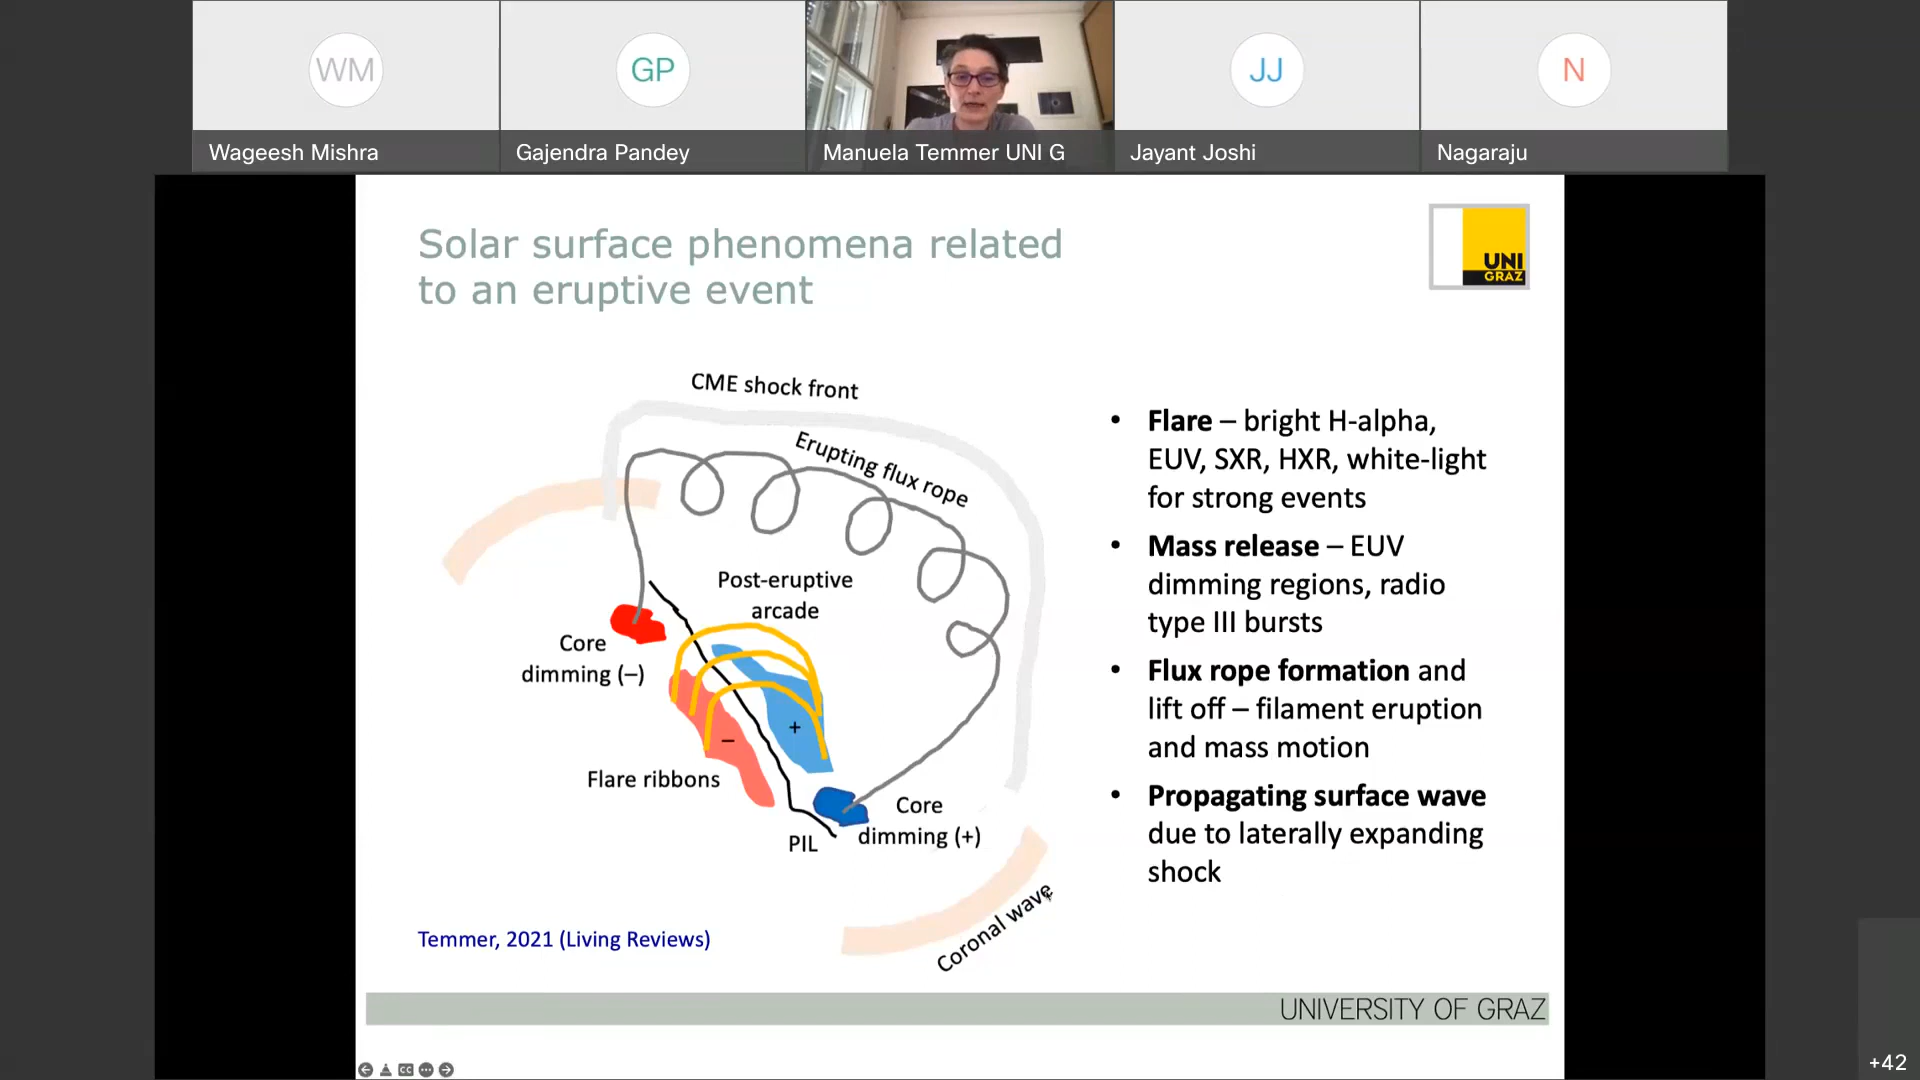 WM
GP
JJ
N
Wageesh Mishra
Gajendra Pandey
Manuela Temmer UNI G
Jayant Joshi
Nagaraju
Solar surface phenomena related
to an eruptive event
UNI
GRAZ
CME shock front
Erupting flux rope
Post-eruptive
arcade
Core
dimming (–)
–
+
Flare ribbons
PIL
Core
dimming (+)
Coronal wave
Temmer, 2021 (Living Reviews)
• Flare – bright H-alpha,
EUV, SXR, HXR, white-light
for strong events
• Mass release – EUV
dimming regions, radio
type III bursts
• Flux rope formation and
lift off – filament eruption
and mass motion
• Propagating surface wave
due to laterally expanding
shock
UNIVERSITY OF GRAZ
CC
+42